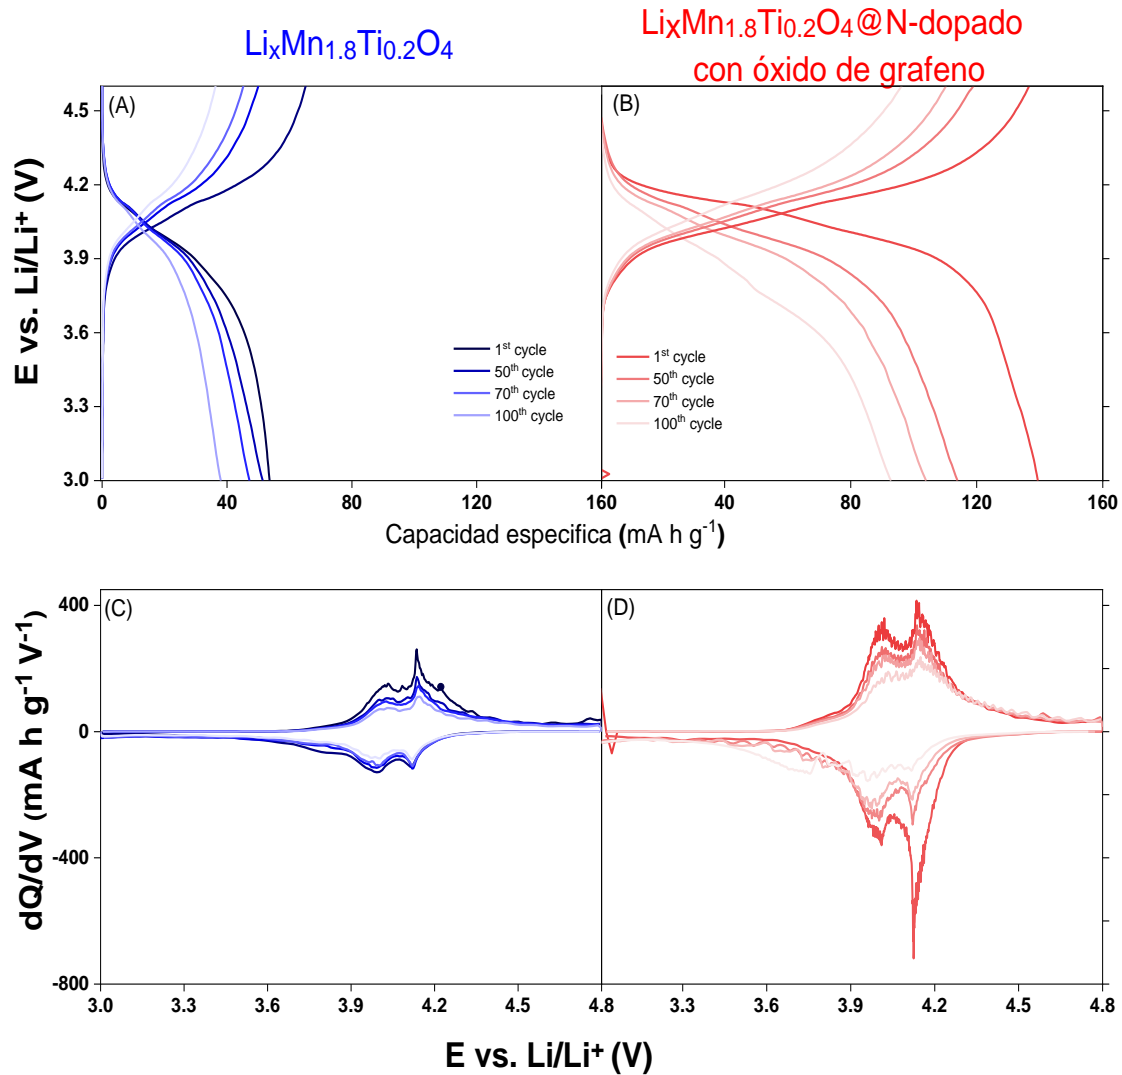 LiₓMn₁.₈Ti₀.₂O₄
LiXMn₁.₈Ti₀.₂O₄@N-dopado
con óxido de grafeno
(A)
(B)
E vs. Li/Li⁺ (V)
4.5
4.2
3.9
3.6
3.3
3.0
1ˢᵗ cycle
50ᵗʰ cycle
70ᵗʰ cycle
100ᵗʰ cycle
1ˢᵗ cycle
50ᵗʰ cycle
70ᵗʰ cycle
100ᵗʰ cycle
0 40 80 120 160 40 80 120 160
Capacidad especifica (mA h g⁻¹)
(C)
(D)
dQ/dV (mA h g⁻¹ V⁻¹)
400
0
-400
-800
3.0 3.3 3.6 3.9 4.2 4.5 4.8 3.3 3.6 3.9 4.2 4.5 4.8
E vs. Li/Li⁺ (V)